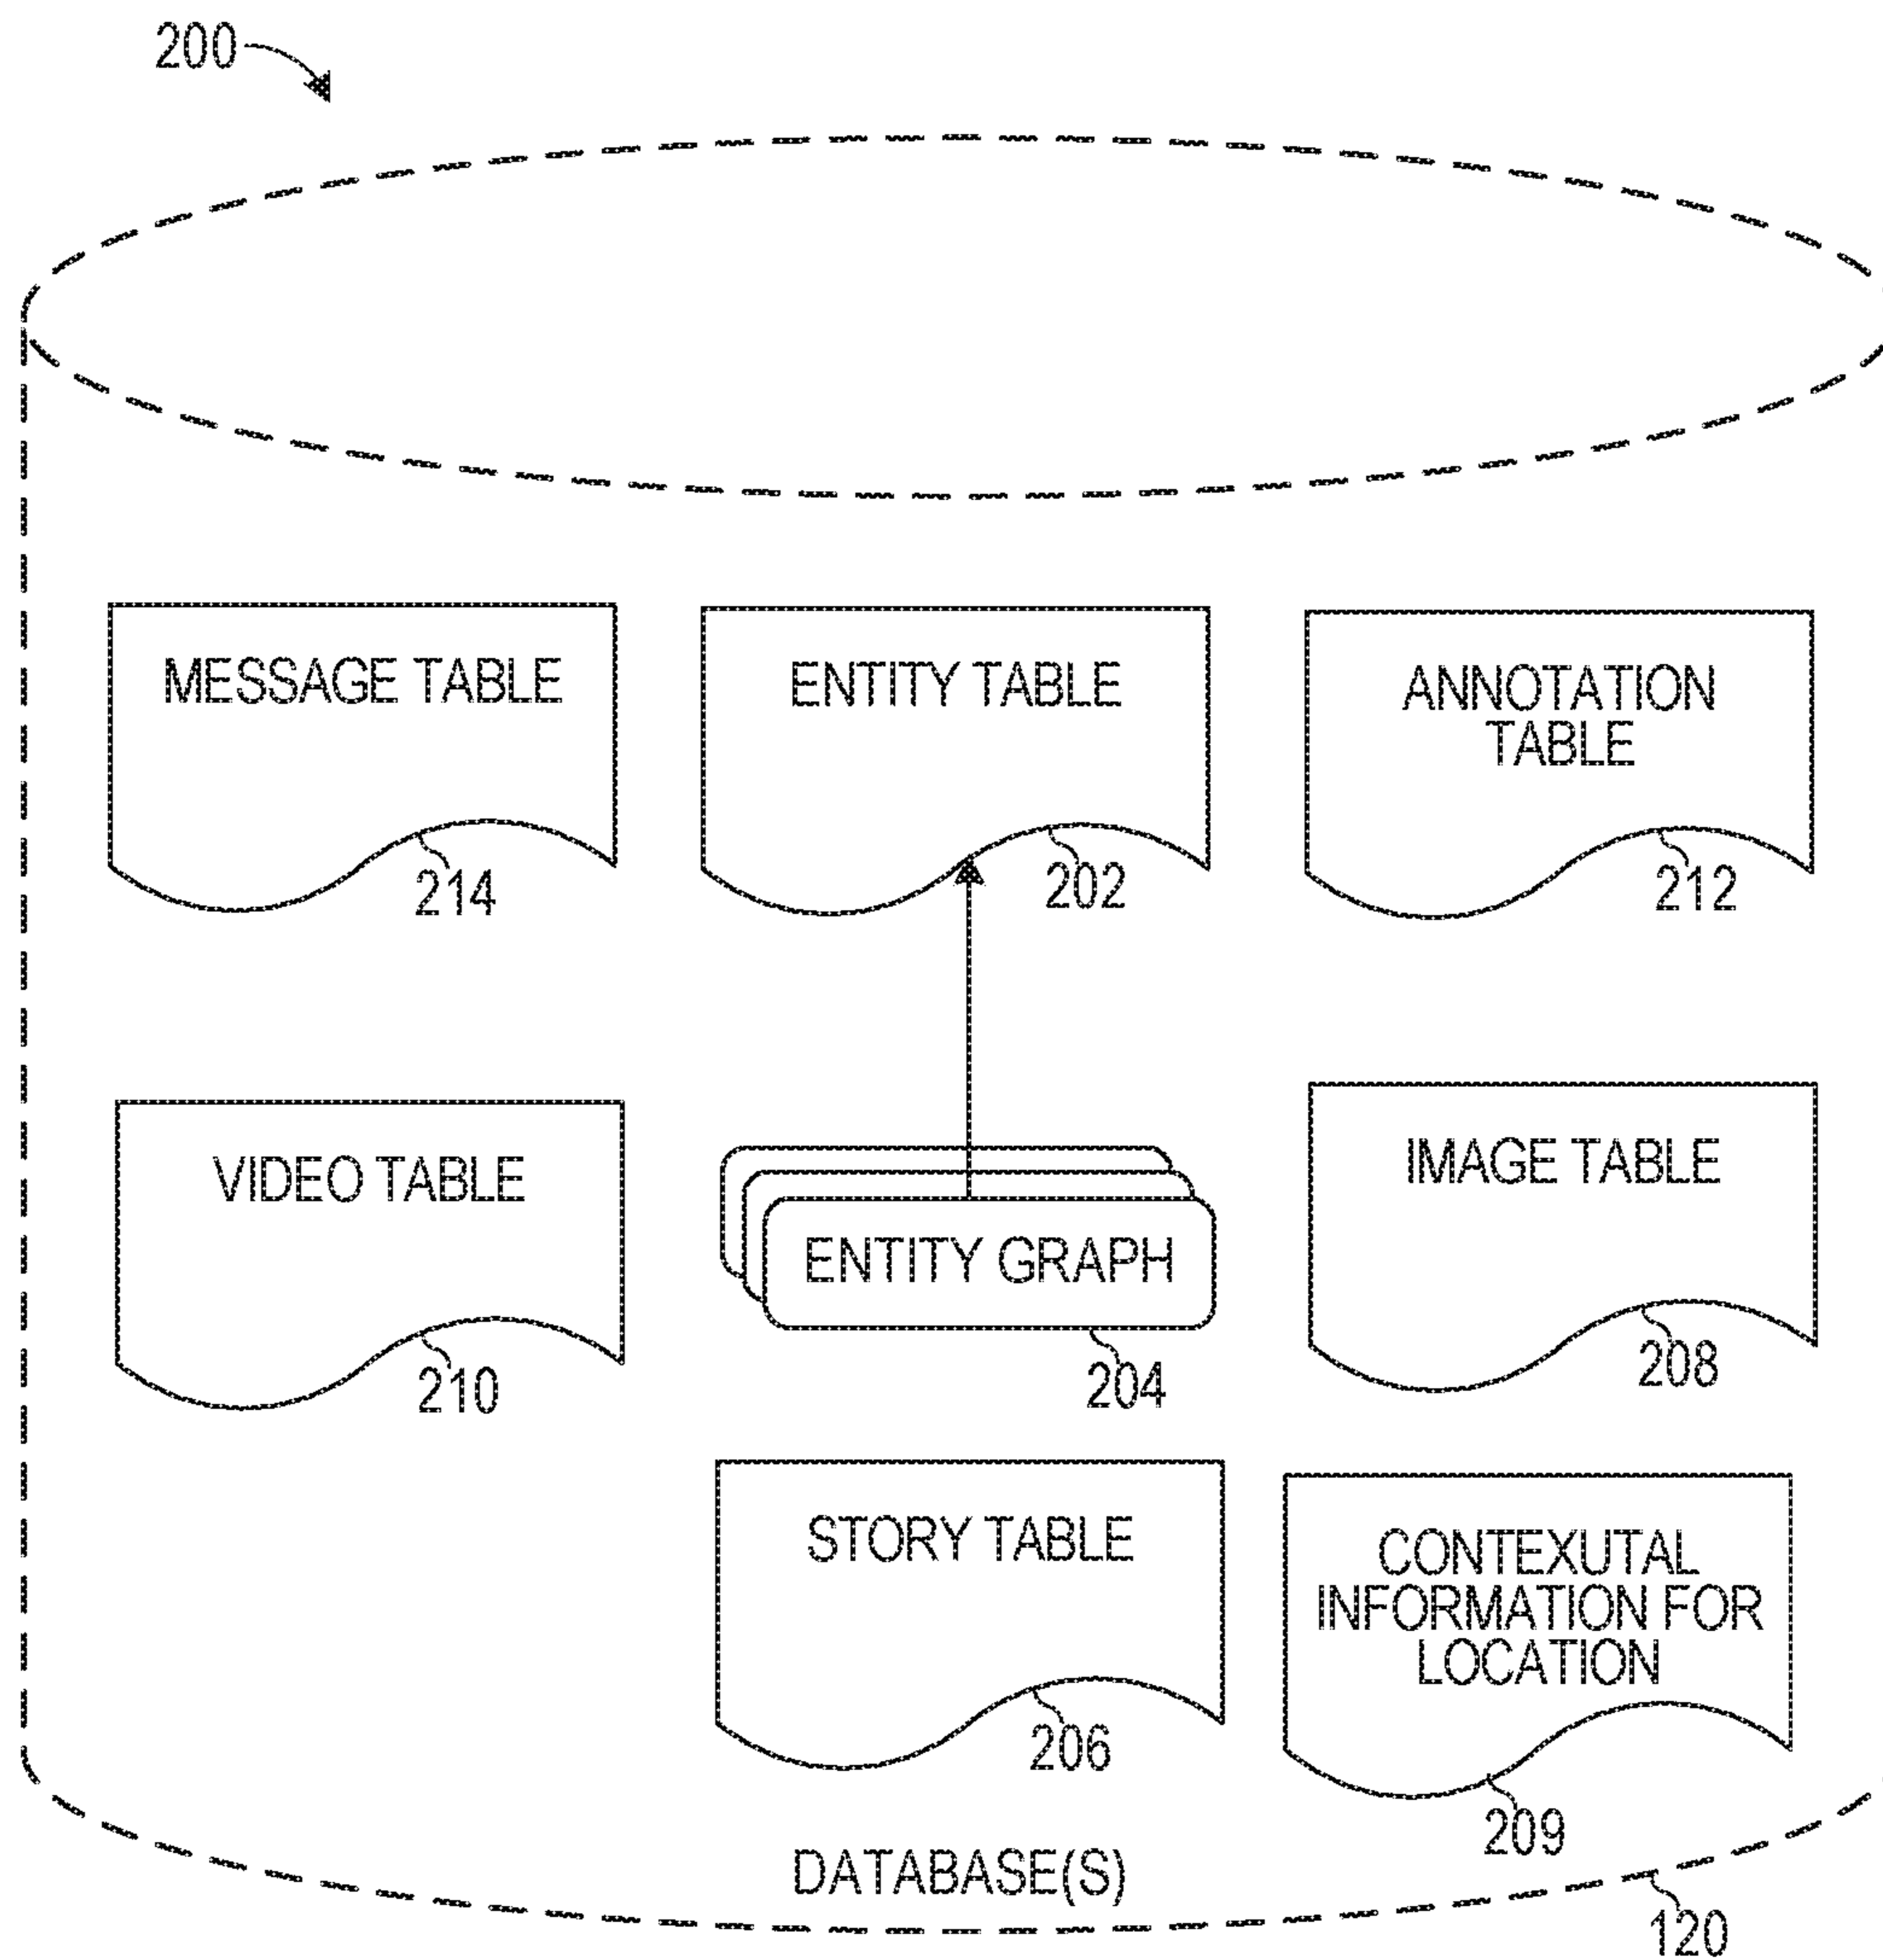 200
MESSAGE TABLE
214
ENTITY TABLE
202
ANNOTATION
TABLE
212
VIDEO TABLE
210
ENTITY GRAPH
204
IMAGE TABLE
208
STORY TABLE
206
CONTEXUTAL
INFORMATION FOR
LOCATION
209
DATABASE(S)
120